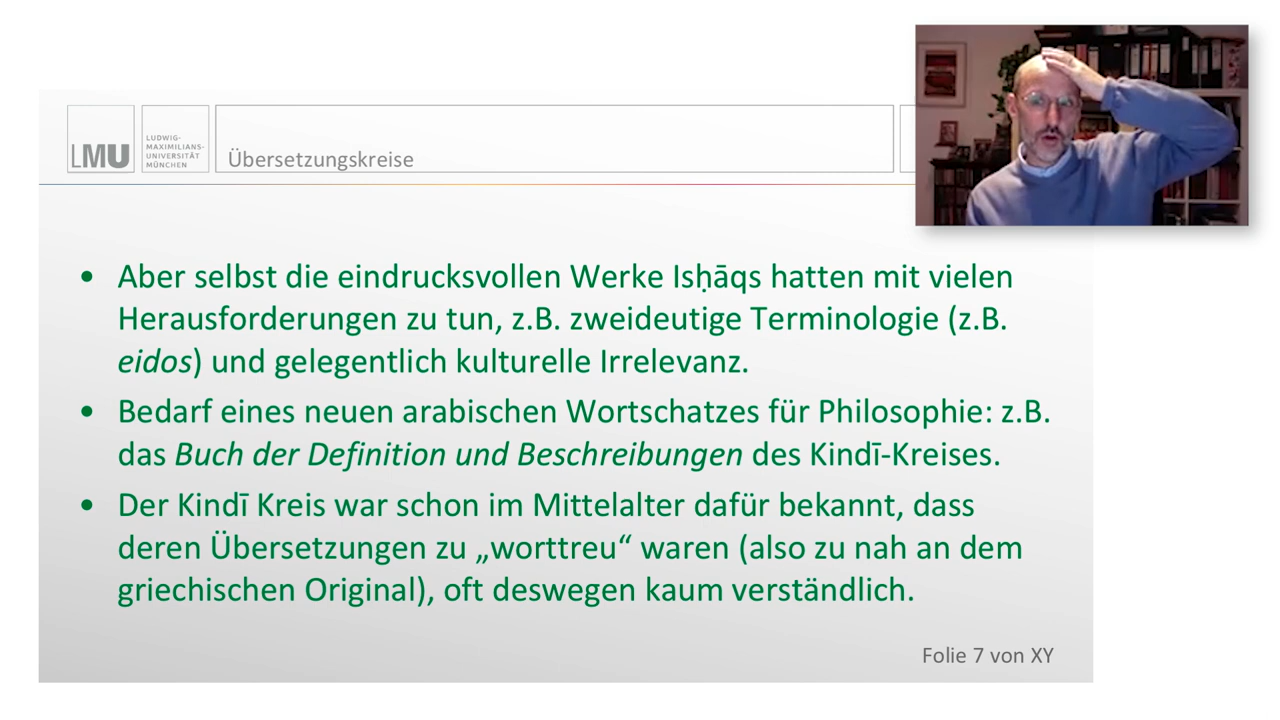 LMU
LUDWIG-
MAXIMILIANS-
UNIVERSITÄT
MÜNCHEN
Übersetzungskreise
• Aber selbst die eindrucksvollen Werke Isḥāqs hatten mit vielen
Herausforderungen zu tun, z.B. zweideutige Terminologie (z.B.
eidos) und gelegentlich kulturelle Irrelevanz.
• Bedarf eines neuen arabischen Wortschatzes für Philosophie: z.B.
das Buch der Definition und Beschreibungen des Kindī-Kreises.
• Der Kindī Kreis war schon im Mittelalter dafür bekannt, dass
deren Übersetzungen zu „worttreu“ waren (also zu nah an dem
griechischen Original), oft deswegen kaum verständlich.
Folie 7 von XY